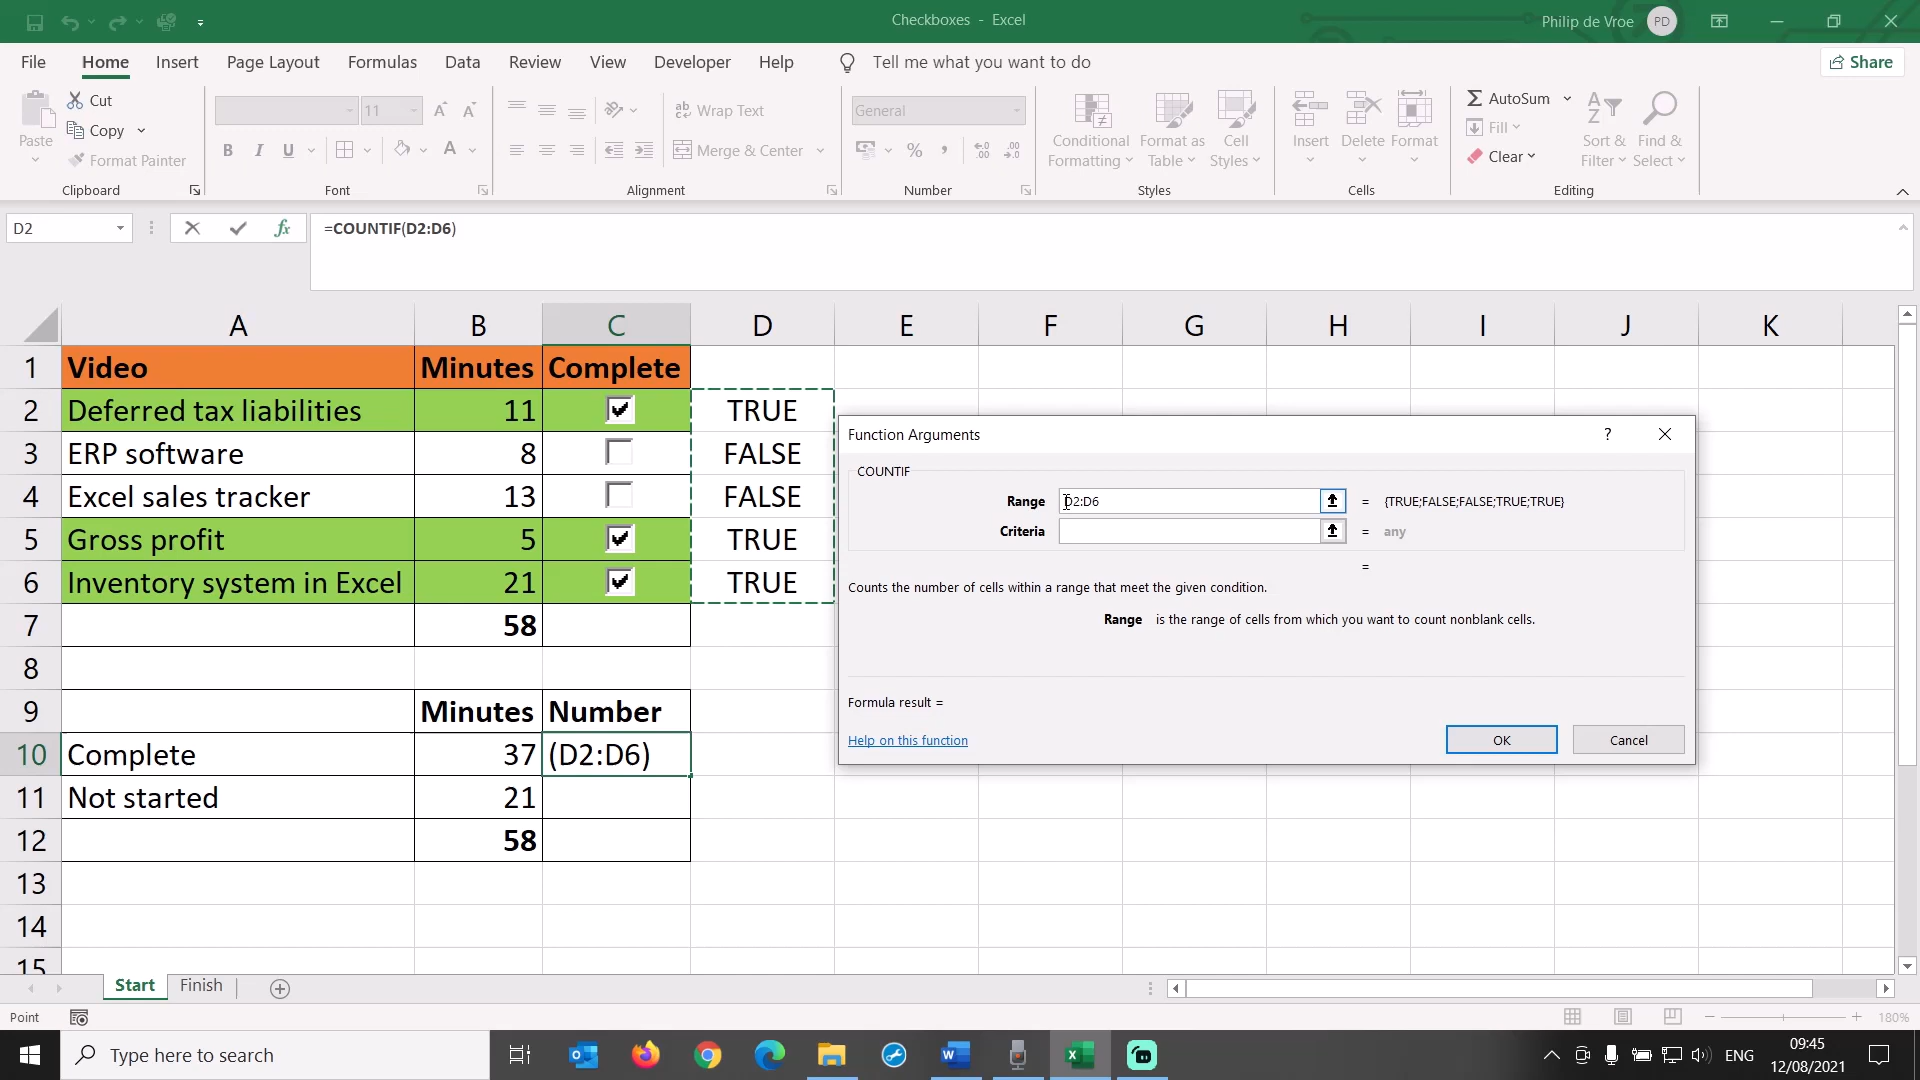 Checkboxes - Excel
Philip de Vroe PD
File Home Insert Page Layout Formulas Data Review View Developer Help Tell me what you want to do Share
Paste
Cut
Copy
Format Painter
Clipboard
11
B I U A
Font
ab Wrap Text
Merge & Center
Alignment
General
% ,
Number
Conditional Formatting
Format as Table
Cell Styles
Styles
Insert Delete Format
Cells
AutoSum
Fill
Clear
Sort & Filter
Find & Select
Editing
D2 fx =COUNTIF(D2:D6)
A B C D E F G H I J K
1 Video Minutes Complete
2 Deferred tax liabilities 11 TRUE
3 ERP software 8 FALSE
4 Excel sales tracker 13 FALSE
5 Gross profit 5 TRUE
6 Inventory system in Excel 21 TRUE
7 58
8
9 Minutes Number
10 Complete 37 (D2:D6)
11 Not started 21
12 58
13
14
15
Function Arguments ?
COUNTIF
Range D2:D6 = {TRUE;FALSE;FALSE;TRUE;TRUE}
Criteria = any
=
Counts the number of cells within a range that meet the given condition.
Range is the range of cells from which you want to count nonblank cells.
Formula result =
Help on this function OK Cancel
Start Finish
Point 180%
Type here to search
ENG
09:45
12/08/2021